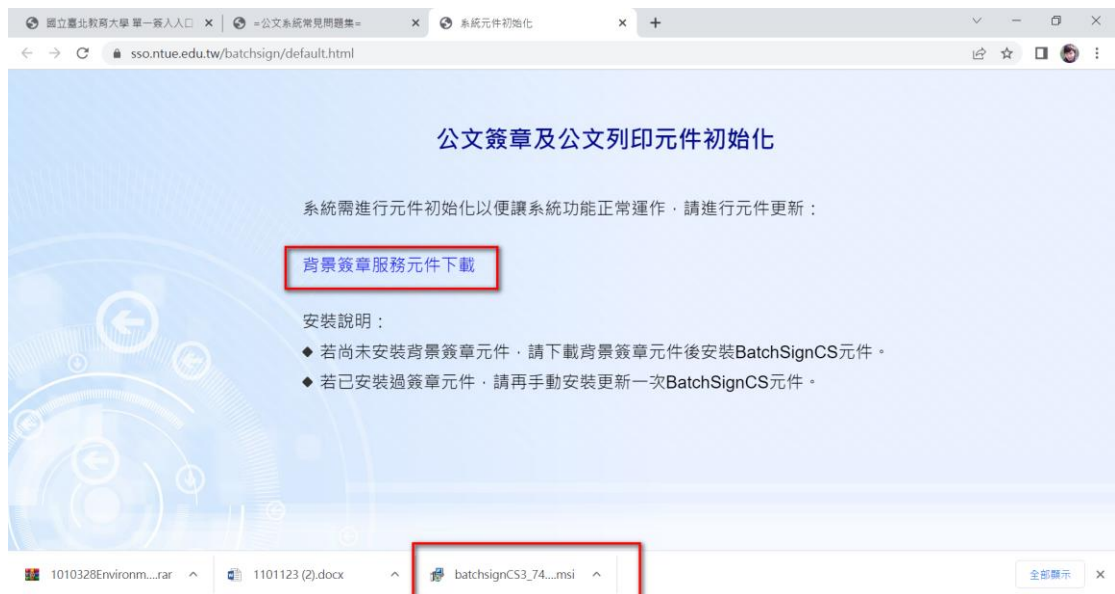 國立臺北教育大學 單一簽入入口
=公文系統常見問題集=
系統元件初始化
sso.ntue.edu.tw/batchsign/default.html
公文簽章及公文列印元件初始化
系統需進行元件初始化以便讓系統功能正常運作，請進行元件更新：
背景簽章服務元件下載
安裝說明：
◆ 若尚未安裝背景簽章元件，請下載背景簽章元件後安裝BatchSignCS元件。
◆ 若已安裝過簽章元件，請再手動安裝更新一次BatchSignCS元件。
1010328Environm....rar
1101123 (2).docx
batchsignCS3_74....msi
全部顯示